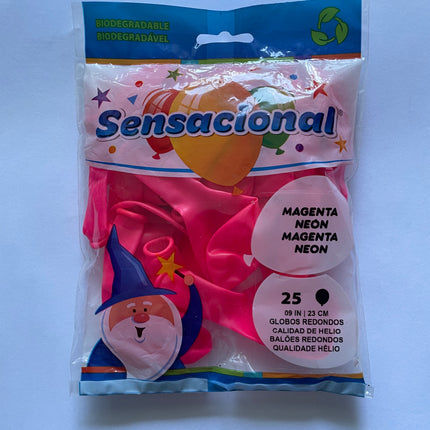 BIODEGRADABLE
BIODEGRADÁVEL
Sensacional
MAGENTA
NEÓN
MAGENTA
NEON
25
09 IN | 23 CM
GLOBOS REDONDOS
CALIDAD DE HELIO
BALÕES REDONDOS
QUALIDADE HÉLIO